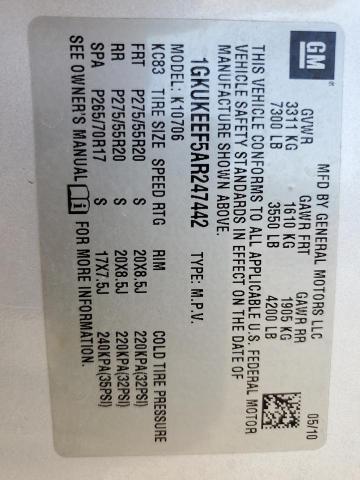 GM
MFD BY GENERAL MOTORS LLC
05/10
GVWR GAWR FRT GAWR RR
3311 KG 1610 KG 1905 KG
7300 LB 3550 LB 4200 LB
THIS VEHICLE CONFORMS TO ALL APPLICABLE U.S. FEDERAL MOTOR
VEHICLE SAFETY STANDARDS IN EFFECT ON THE DATE OF
MANUFACTURE SHOWN ABOVE.
1GKUKEEF5AR247442 TYPE: M.P.V.
MODEL: K10706
KC83 TIRE SIZE SPEED RTG RIM COLD TIRE PRESSURE
FRT P275/55R20 S 20X8.5J 220KPA(32PSI)
RR P275/55R20 S 20X8.5J 220KPA(32PSI)
SPA P265/70R17 S 17X7.5J 240KPA(35PSI)
SEE OWNER'S MANUAL i FOR MORE INFORMATION.